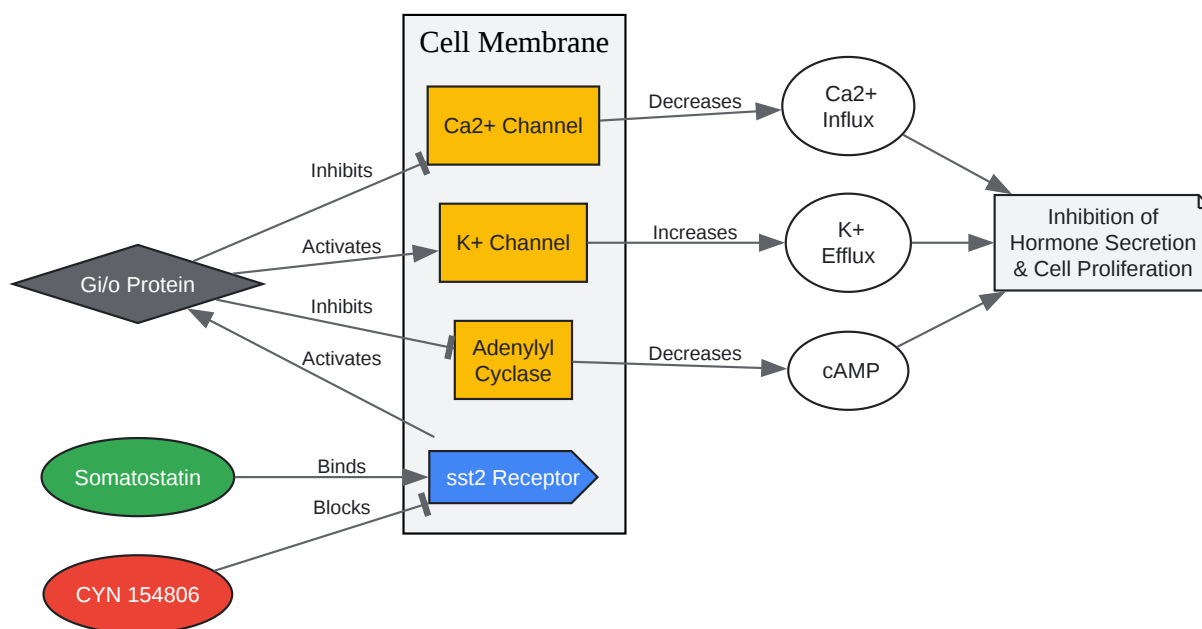 Cell Membrane
Ca2+ Channel
Decreases
Ca2+
Influx
Inhibits
K+ Channel
Increases
K+
Efflux
Inhibition of
Hormone Secretion
& Cell Proliferation
Activates
Gi/o Protein
Inhibits
Adenylyl
Cyclase
Decreases
cAMP
Activates
Somatostatin
Binds
sst2 Receptor
Blocks
CYN 154806